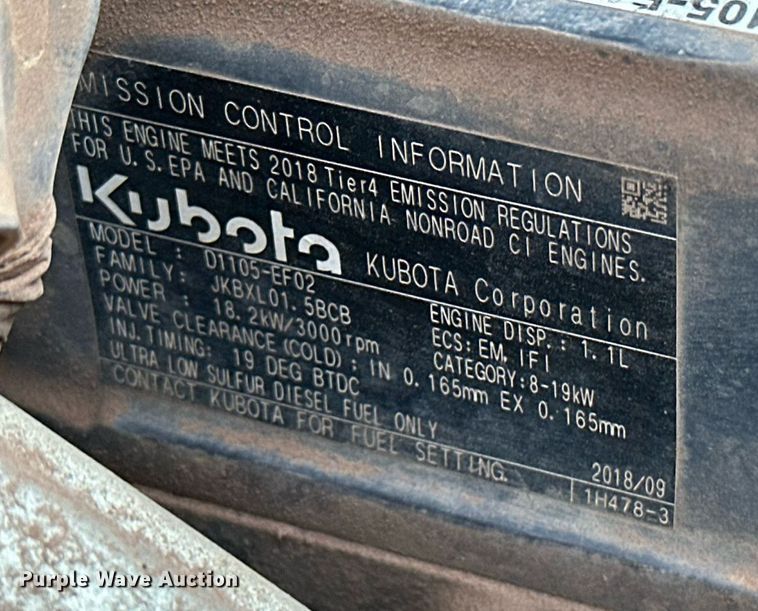 105-E
MISSION CONTROL INFORMATION
THIS ENGINE MEETS 2018 Tier4 EMISSION REGULATIONS
FOR U.S.EPA AND CALIFORNIA NONROAD CI ENGINES.
Kubota KUBOTA Corporation
MODEL : D1105-EF02
FAMILY: JKBXL01.5BCB
POWER : 18.2kW/3000rpm
ENGINE DISP.: 1.1L
ECS:EM,IFI
CATEGORY:8-19kW
VALVE CLEARANCE(COLD): IN 0.165mm EX 0.165mm
INJ.TIMING: 19 DEG BTDC
ULTRA LOW SULFUR DIESEL FUEL ONLY
CONTACT KUBOTA FOR FUEL SETTING.
2018/09
1H478-3
Purple Wave Auction